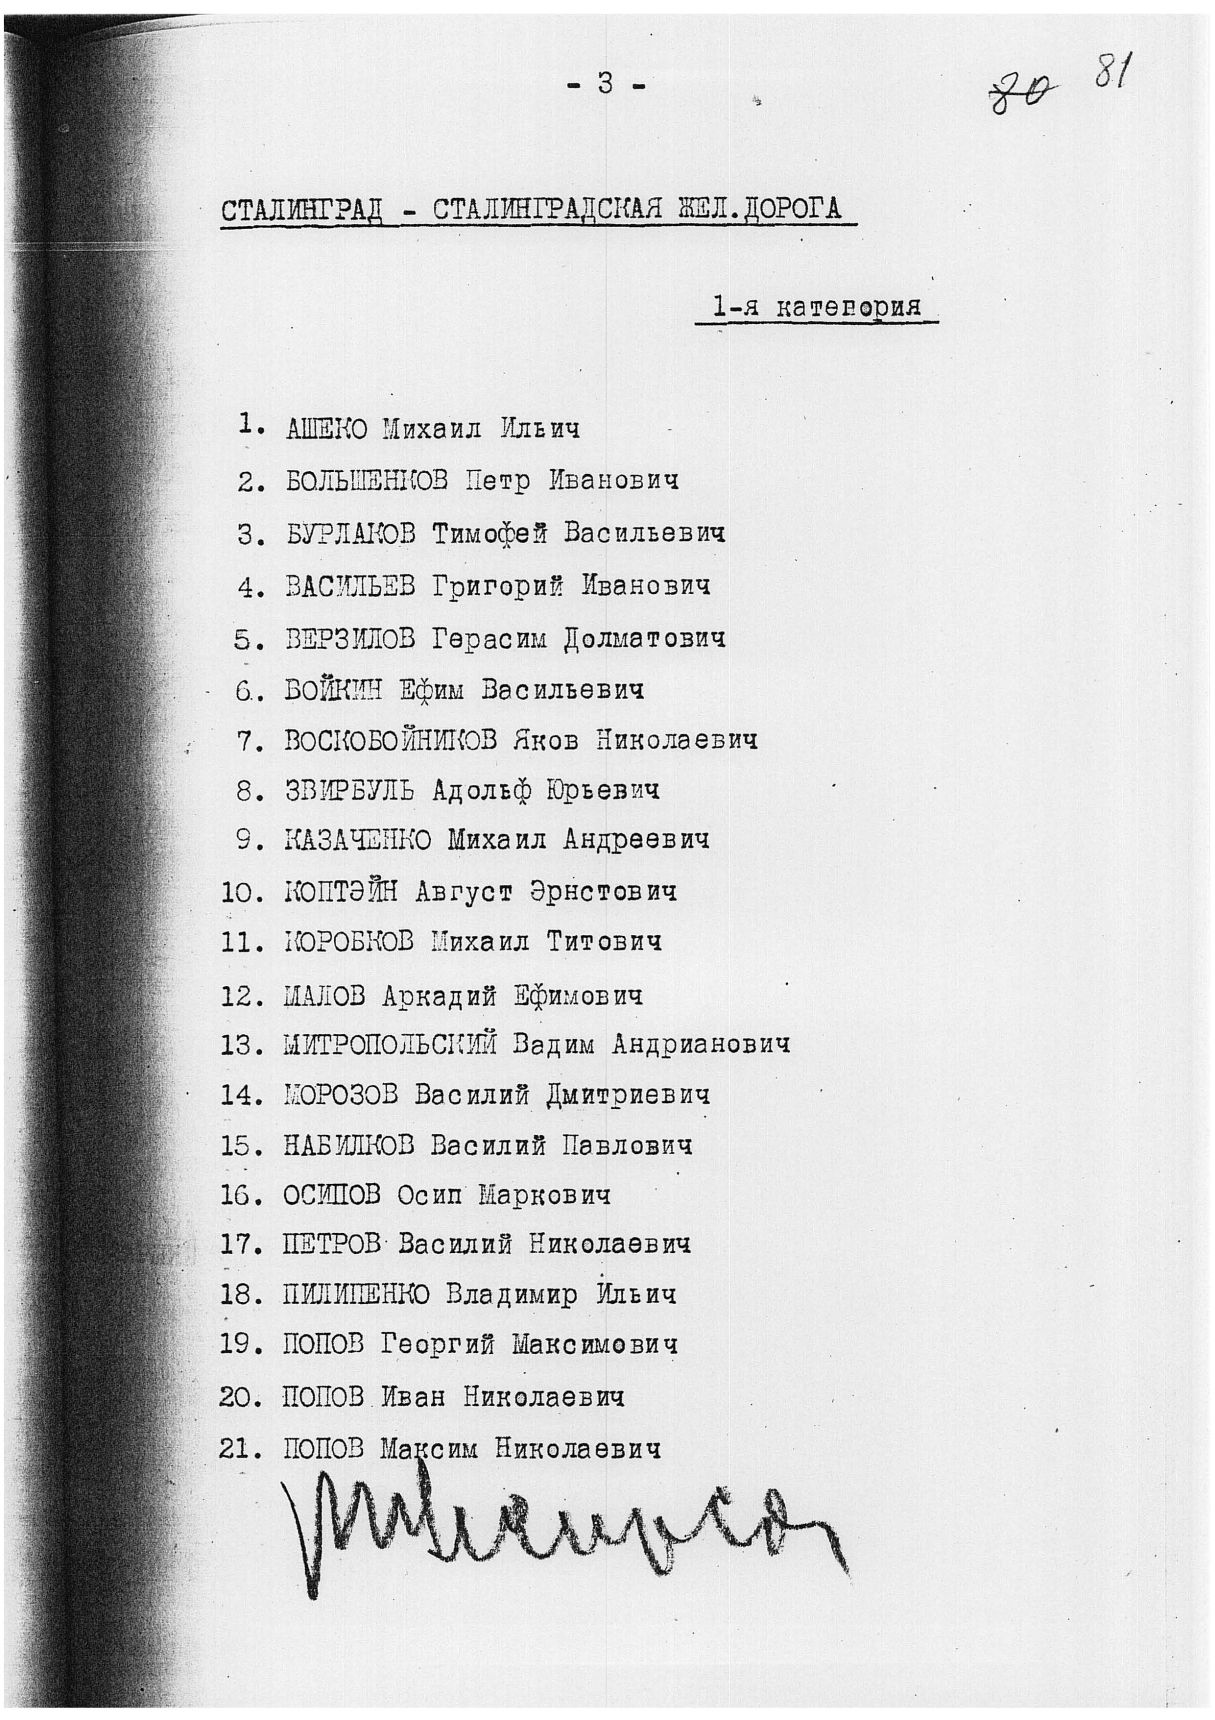 - 3 -
80 81
СТАЛИНГРАД - СТАЛИНГРАДСКАЯ ЖЕЛ.ДОРОГА
1-я категория
1. АШЕКО Михаил Ильич
2. БОЛЬШЕНКОВ Петр Иванович
3. БУРЛАКОВ Тимофей Васильевич
4. ВАСИЛЬЕВ Григорий Иванович
5. ВЕРЗИЛОВ Герасим Долматович
6. ВОЙКИН Ефим Васильевич
7. ВОСКОБОЙНИКОВ Яков Николаевич
8. ЗВИРБУЛЬ Адольф Юрьевич
9. КАЗАЧЕНКО Михаил Андреевич
10. КОПТЭЙН Август Эрнстович
11. КОРОБКОВ Михаил Титович
12. МАЛОВ Аркадий Ефимович
13. МИТРОПОЛЬСКИЙ Вадим Андрианович
14. МОРОЗОВ Василий Дмитриевич
15. НАБИЛКОВ Василий Павлович
16. ОСИПОВ Осип Маркович
17. ПЕТРОВ Василий Николаевич
18. ПИЛИПЕНКО Владимир Ильич
19. ПОПОВ Георгий Максимович
20. ПОПОВ Иван Николаевич
21. ПОПОВ Максим Николаевич